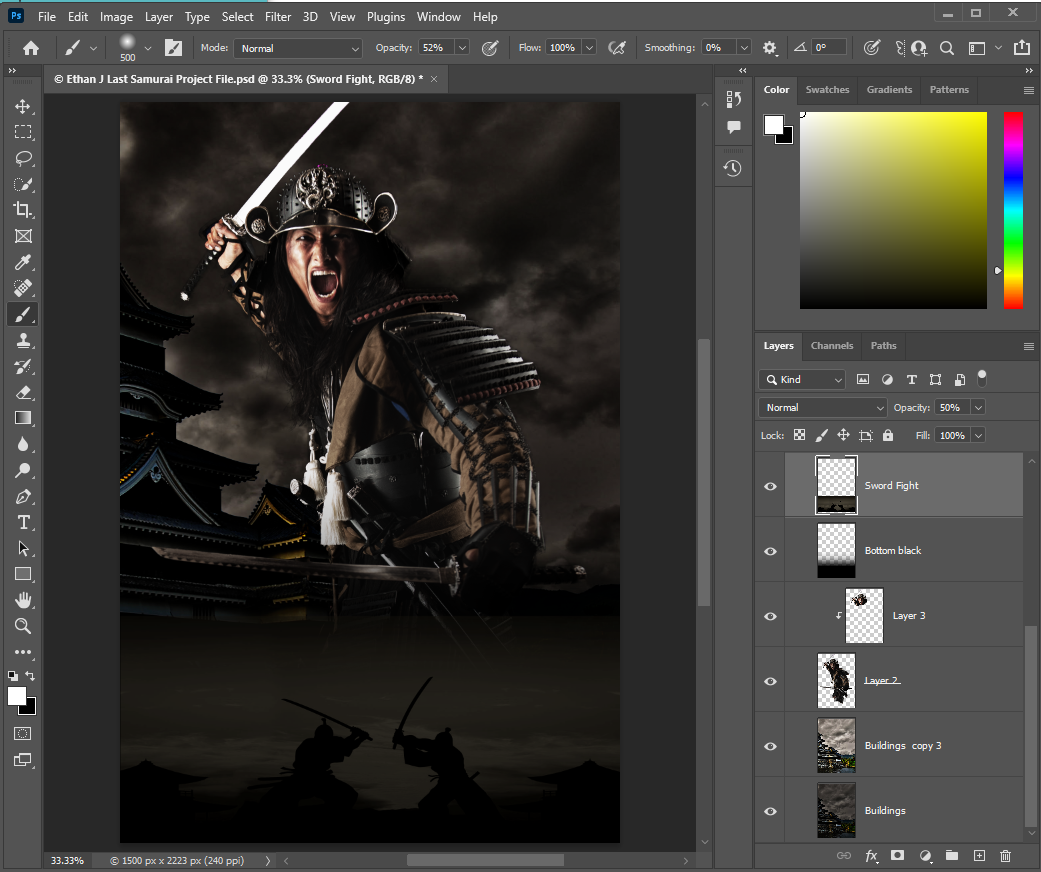 Ps File Edit Image Layer Type Select Filter 3D View Plugins Window Help
500 Mode: Normal Opacity: 52% Flow: 100% Smoothing: 0% 0°
© Ethan J Last Samurai Project File.psd @ 33.3% (Sword Fight, RGB/8) * ×
Color Swatches Gradients Patterns
Layers Channels Paths
Kind
Normal Opacity: 50%
Lock: Fill: 100%
Sword Fight
Bottom black
Layer 3
Layer 2
Buildings copy 3
Buildings
fx
33.33% © 1500 px x 2223 px (240 ppi)